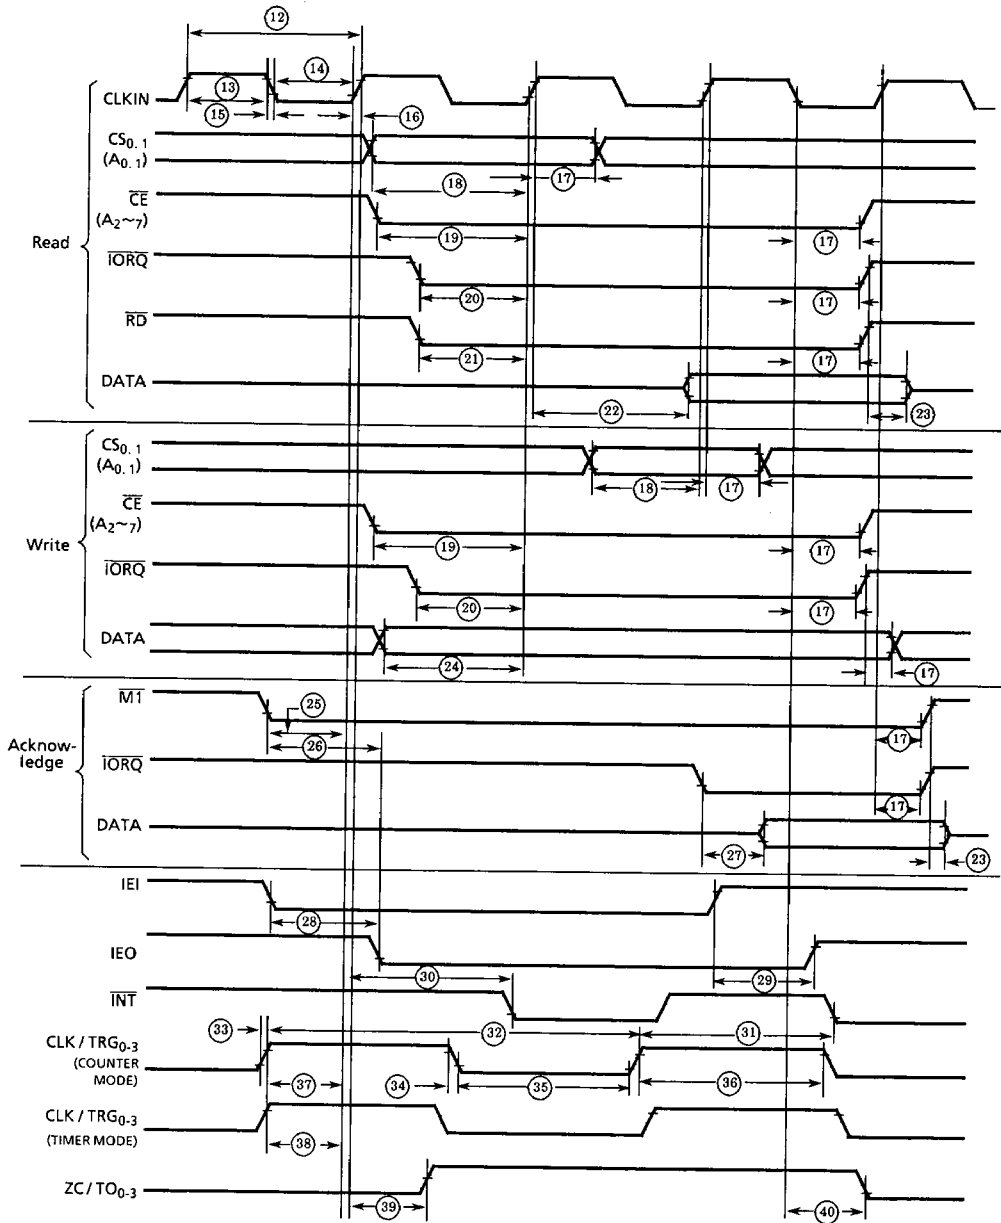 12
14
13
CLKIN
15
16
CS0, 1
(A0, 1)
17
18
CE
(A2~7)
17
19
Read
IORQ
17
20
RD
17
21
DATA
22
23
CS0, 1
(A0, 1)
18
17
CE
(A2~7)
19
17
Write
IORQ
20
17
DATA
24
17
M1
25
17
26
Acknow-
ledge
IORQ
17
DATA
27
23
IEI
28
IEO
30
29
INT
33
32
31
CLK / TRG0-3
(COUNTER
MODE)
37
34
35
36
CLK / TRG0-3
(TIMER MODE)
38
ZC / TO0-3
39
40